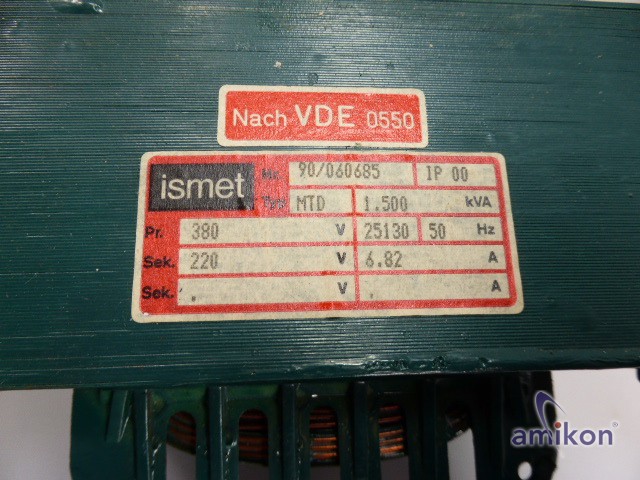 Nach VDE 0550
ismet Nr. 90/060685 IP 00
Typ MTD 1.500 kVA
Pr. 380 V 25130 50 Hz
Sek. 220 V 6.82 A
Sek. . V . A
amikon